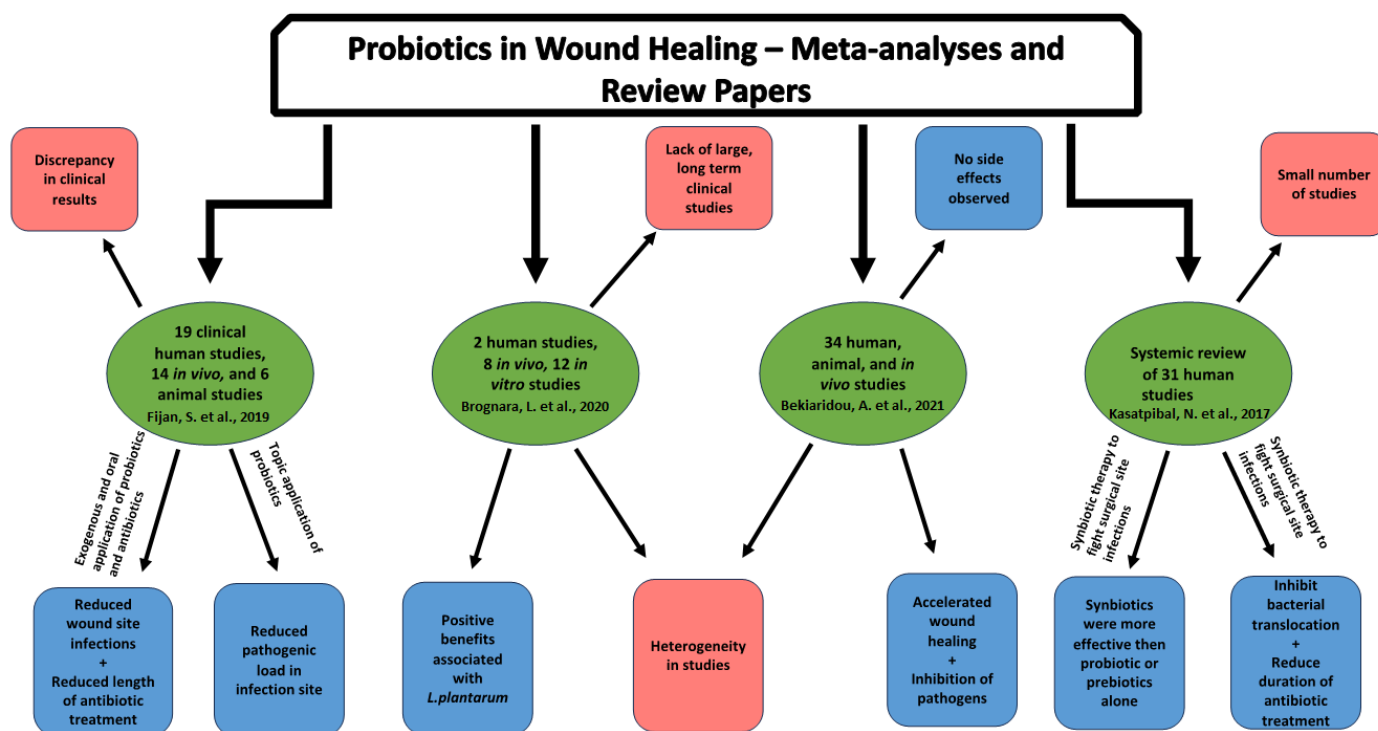 Probiotics in Wound Healing – Meta-analyses and
Review Papers
Discrepancy
in clinical
results
Lack of large,
long term
clinical
studies
No side
effects
observed
Small number
of studies
19 clinical
human studies,
14 in vivo, and 6
animal studies
Fijan, S. et al., 2019
2 human studies,
8 in vivo, 12 in
vitro studies
Brognara, L. et al., 2020
34 human,
animal, and in
vivo studies
Bekiaridou, A. et al., 2021
Systemic review
of 31 human
studies
Kasatpibal, N. et al., 2017
Exogenous and oral
application of probiotics
and antibiotics
Topic application of
probiotics
Synbiotic therapy to
fight surgical site
infections
Synbiotic therapy to
fight surgical site
infections
Reduced
wound site
infections
+
Reduced length
of antibiotic
treatment
Reduced
pathogenic
load in
infection site
Positive
benefits
associated
with
L.plantarum
Heterogeneity
in studies
Accelerated
wound
healing
+
Inhibition of
pathogens
Synbiotics
were more
effective then
probiotic or
prebiotics
alone
Inhibit
bacterial
translocation
+
Reduce
duration of
antibiotic
treatment